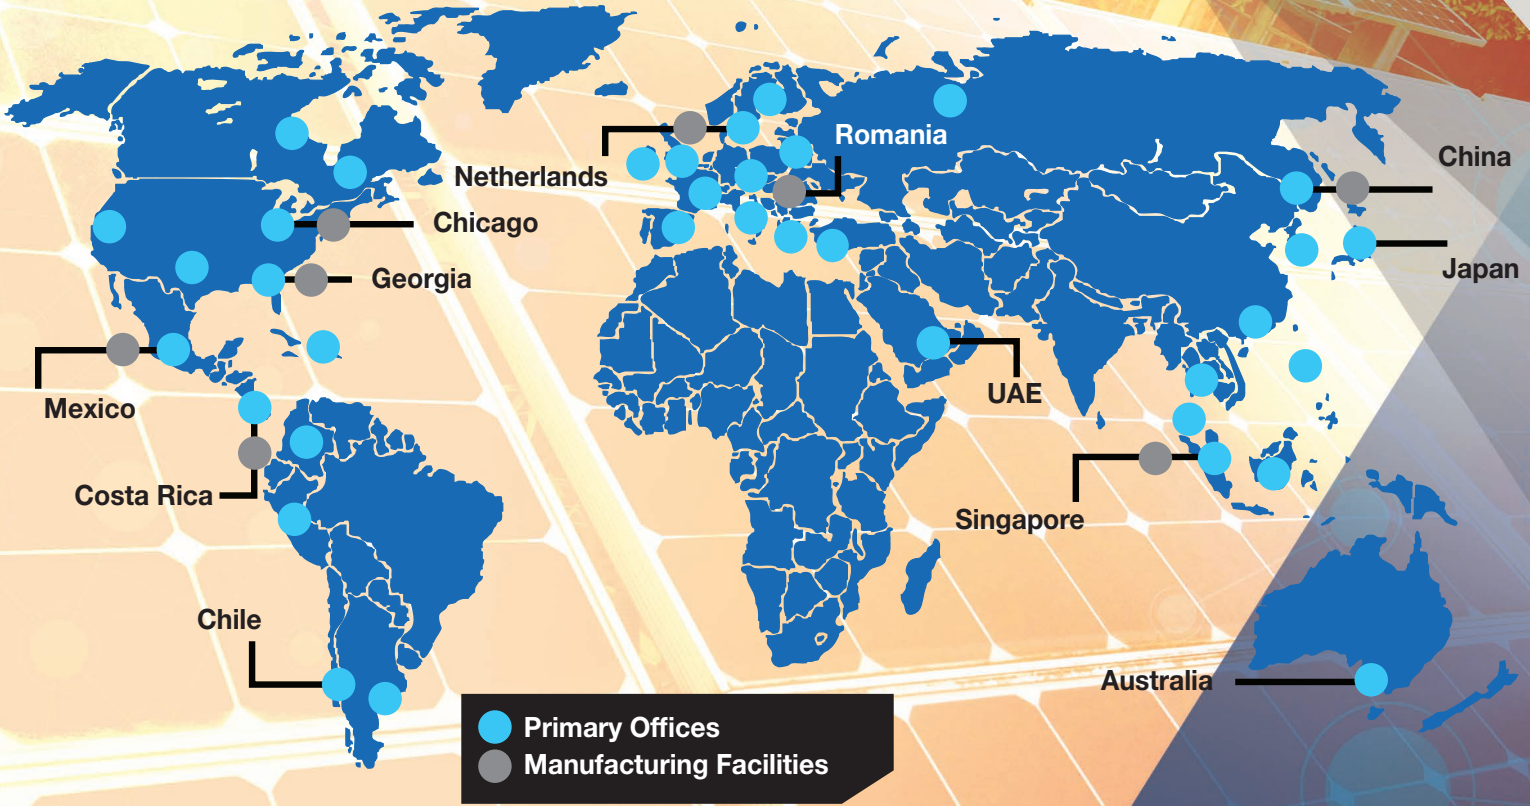 Romania
China
Netherlands
Chicago
Japan
Georgia
UAE
Mexico
Costa Rica
Singapore
Chile
Australia
Primary Offices
Manufacturing Facilities